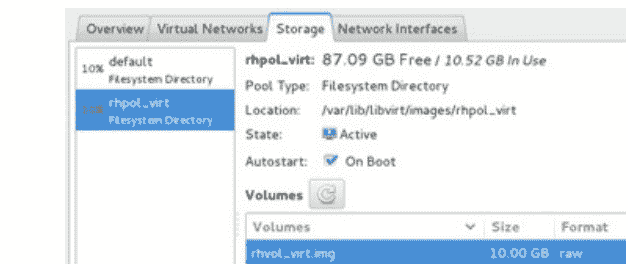 Overview Virtual Networks Storage Network Interfaces
10% default
Filesystem Directory
rhpol_virt
Filesystem Directory
rhpol_virt: 87.09 GB Free / 10.52 GB In Use
Pool Type: Filesystem Directory
Location: /var/lib/libvirt/images/rhpol_virt
State: Active
Autostart: On Boot
Volumes
Volumes Size Format
rhvol_virt.img 10.00 GB raw